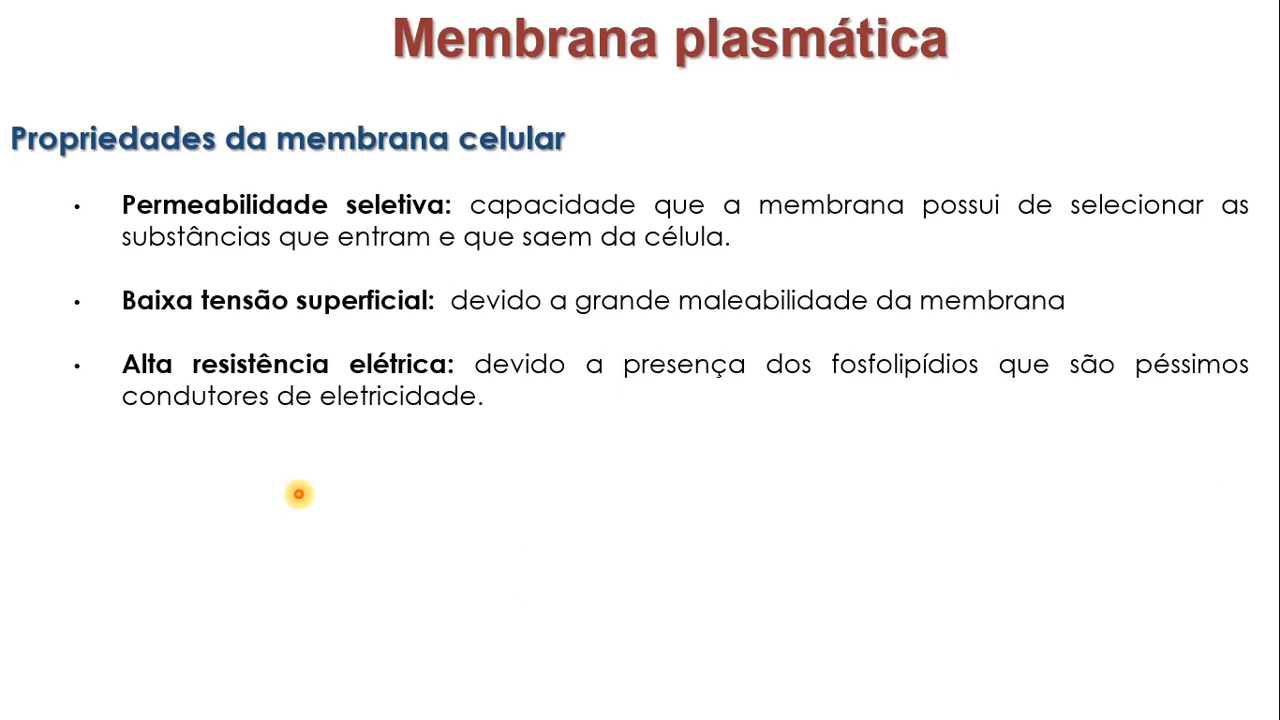 Membrana plasmática
Propriedades da membrana celular
• Permeabilidade seletiva: capacidade que a membrana possui de selecionar as
substâncias que entram e que saem da célula.
• Baixa tensão superficial: devido a grande maleabilidade da membrana
• Alta resistência elétrica: devido a presença dos fosfolipídios que são péssimos
condutores de eletricidade.